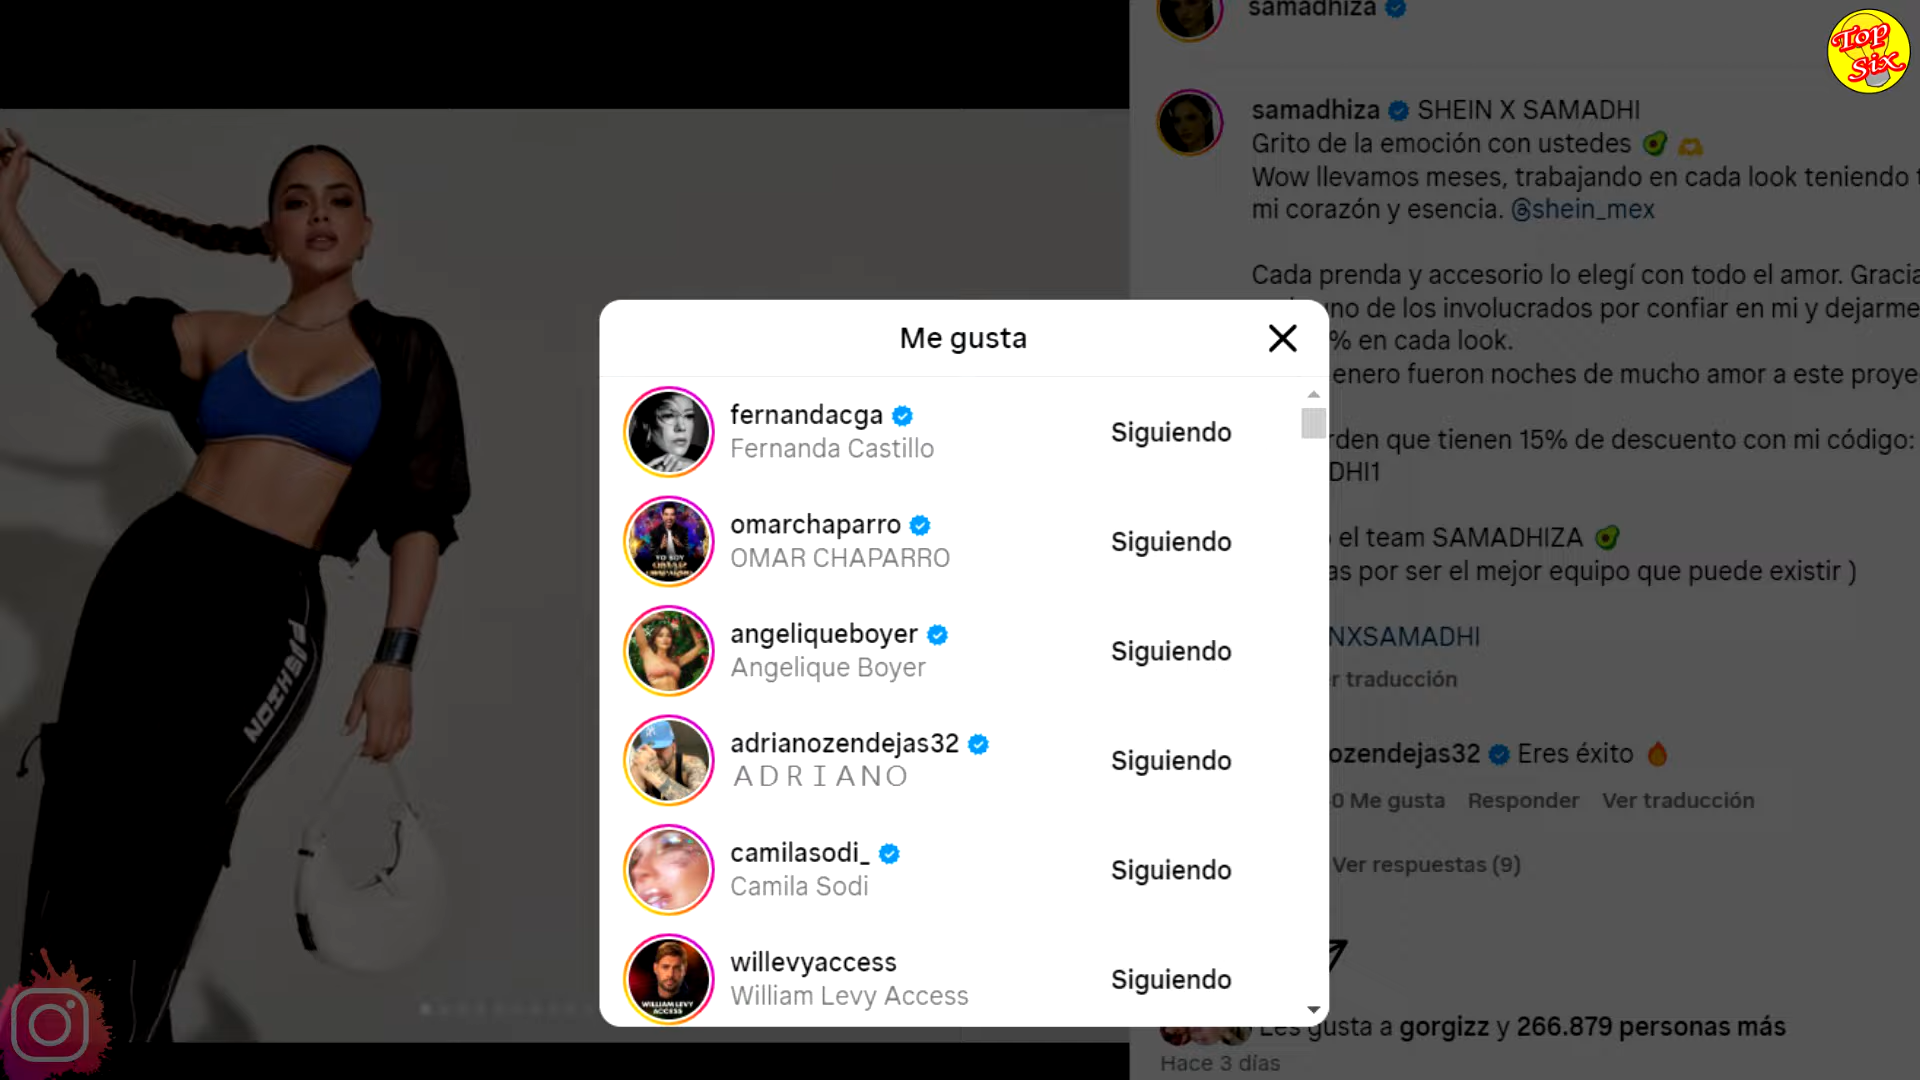 samadhiza
Top
Six
samadhiza SHEIN X SAMADHI
Grito de la emoción con ustedes
Wow llevamos meses, trabajando en cada look teniendo
mi corazón y esencia. @shein_mex
Cada prenda y accesorio lo elegí con todo el amor.
no de los involucrados por confiar en mi y dejarme
% en cada look.
enero fueron noches de mucho amor a este
que tienen 15% de descuento con mi código:
DHI1
el team SAMADHIZA
por ser el mejor equipo que puede existir )
NXSAMADHI
traducción
ozendejas32 Eres éxito
0 Me gusta Responder Ver traducción
Ver respuestas (9)
Les gusta a gorgizz y 266.879 personas más
Hace 3 días
Me gusta
fernandacga
Fernanda Castillo
Siguiendo
omarchaparro
OMAR CHAPARRO
Siguiendo
angeliqueboyer
Angelique Boyer
Siguiendo
adrianozendejas32
ADRIANO
Siguiendo
camilasodi_
Camila Sodi
Siguiendo
willevyaccess
William Levy Access
Siguiendo
YO SOY
WILLIAM LEVY
ACCESS